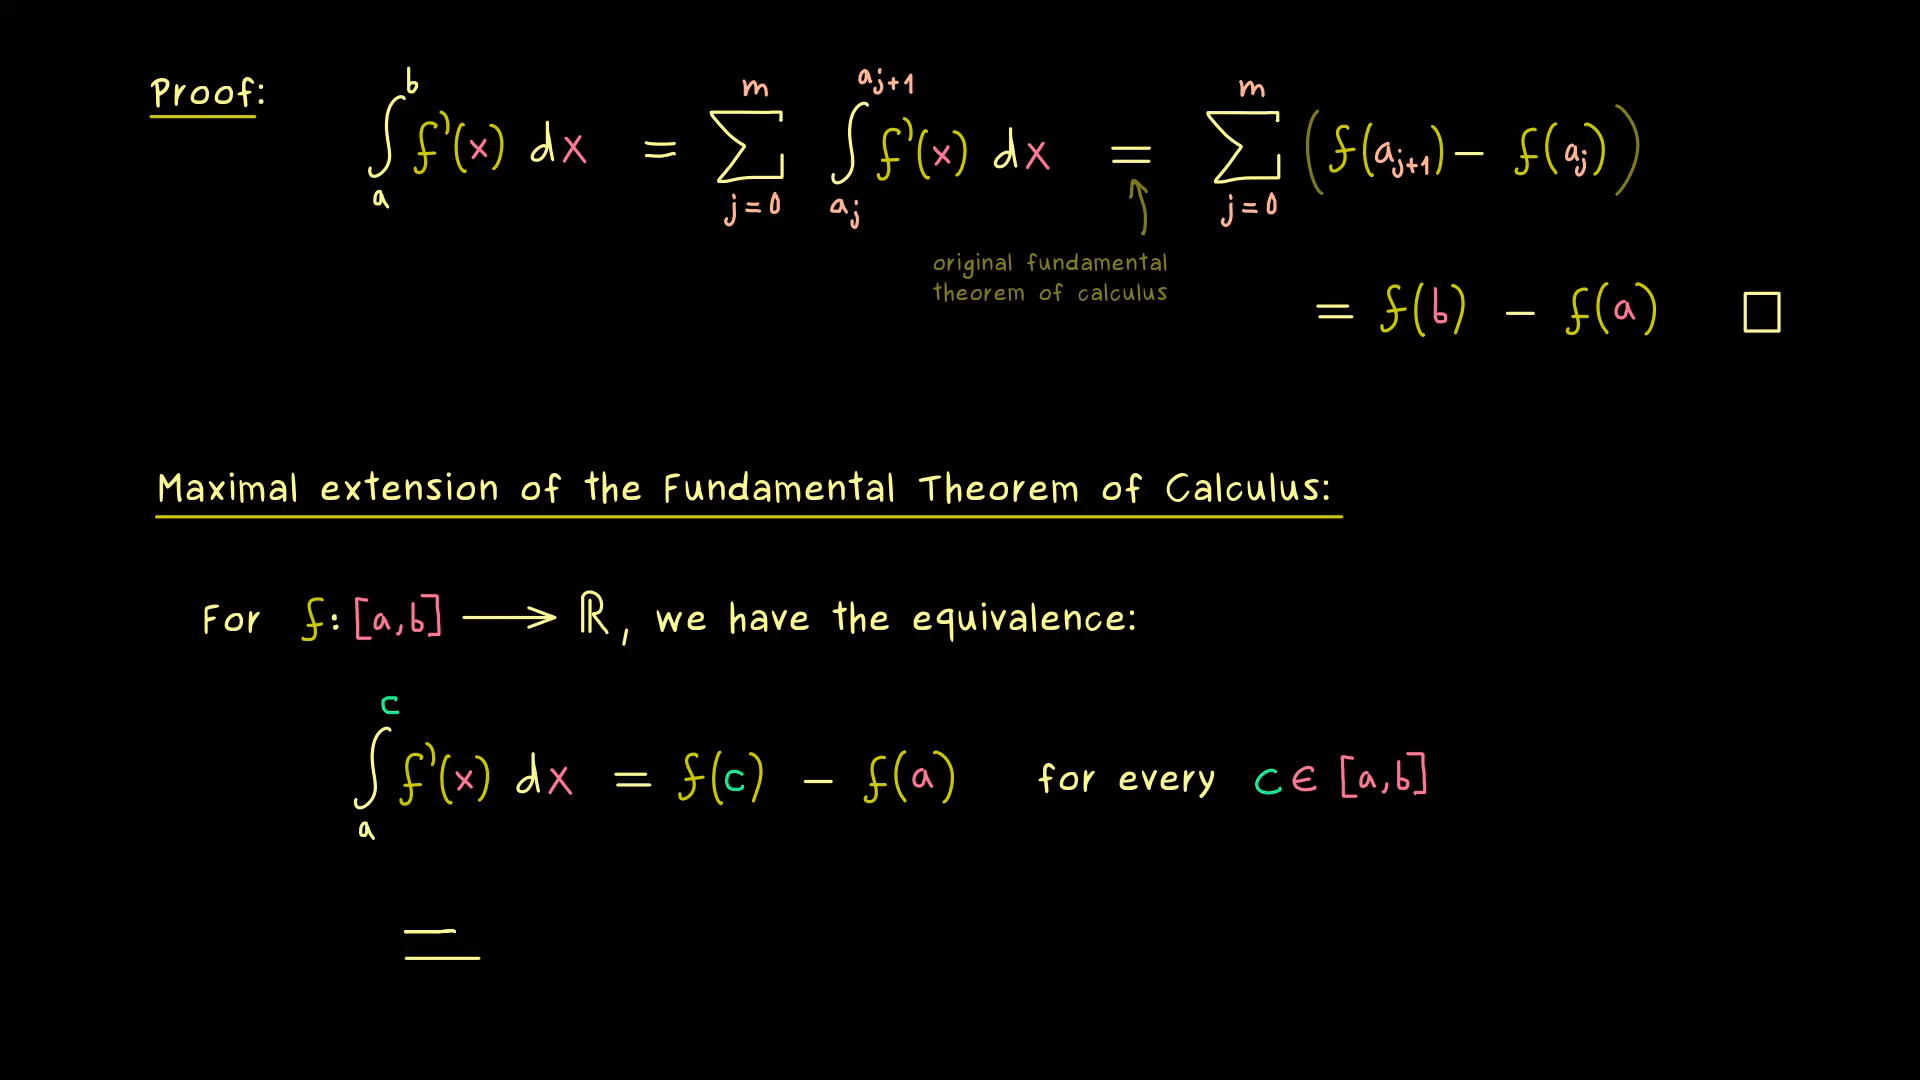 Proof: ∫_a^b f'(x) dx = ∑_{j=0}^m ∫_{a_j}^{a_{j+1}} f'(x) dx = ∑_{j=0}^m (f(a_{j+1}) − f(a_j))
original fundamental
theorem of calculus
= f(b) − f(a) □
Maximal extension of the Fundamental Theorem of Calculus:
For f: [a,b] ⟶ ℝ, we have the equivalence:
∫_a^c f'(x) dx = f(c) − f(a) for every c ∈ [a,b]